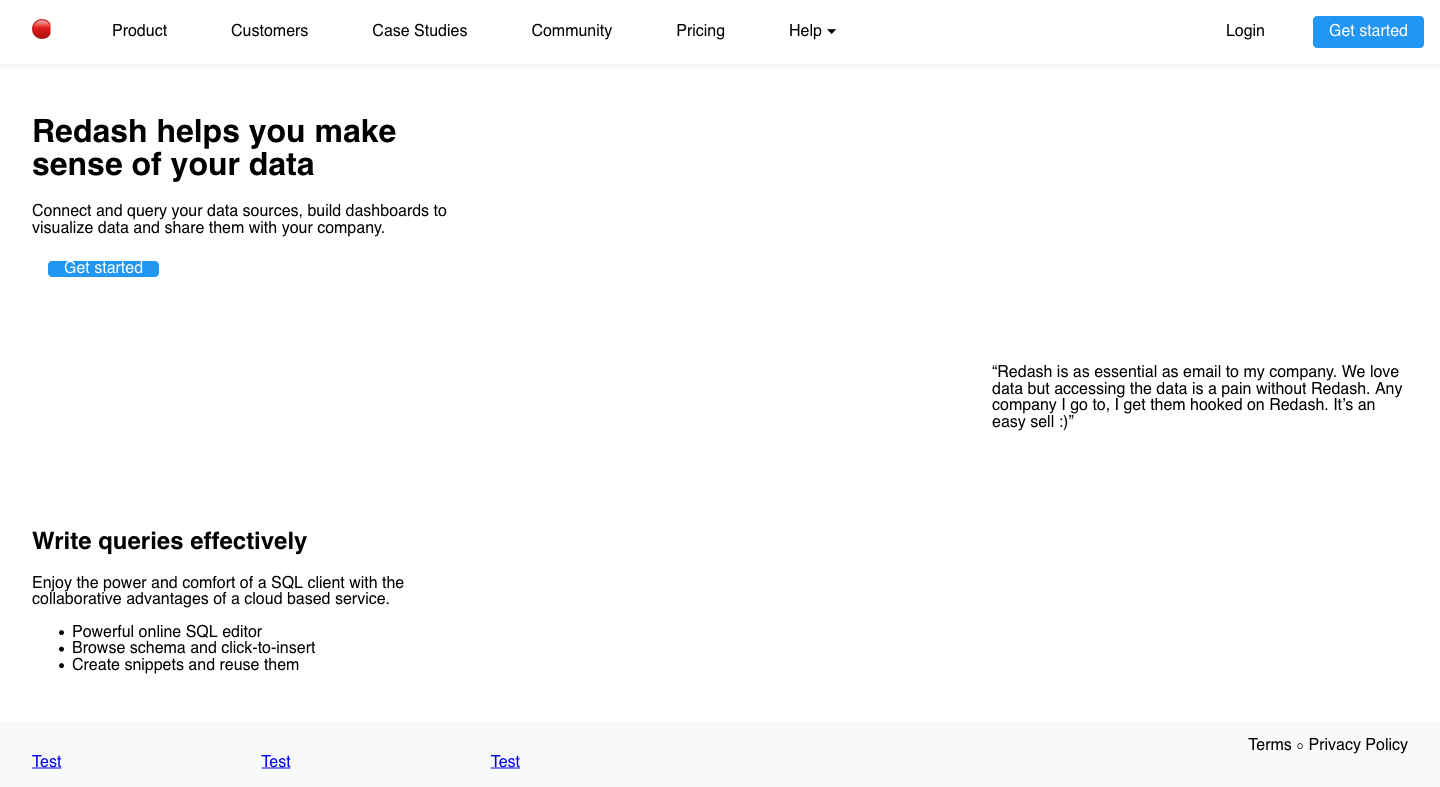 Product Customers Case Studies Community Pricing Help Login Get started
Redash helps you make
sense of your data
Connect and query your data sources, build dashboards to
visualize data and share them with your company.
Get started
“Redash is as essential as email to my company. We love
data but accessing the data is a pain without Redash. Any
company I go to, I get them hooked on Redash. It’s an
easy sell :)”
Write queries effectively
Enjoy the power and comfort of a SQL client with the
collaborative advantages of a cloud based service.
• Powerful online SQL editor
• Browse schema and click-to-insert
• Create snippets and reuse them
Terms ○ Privacy Policy
Test Test Test